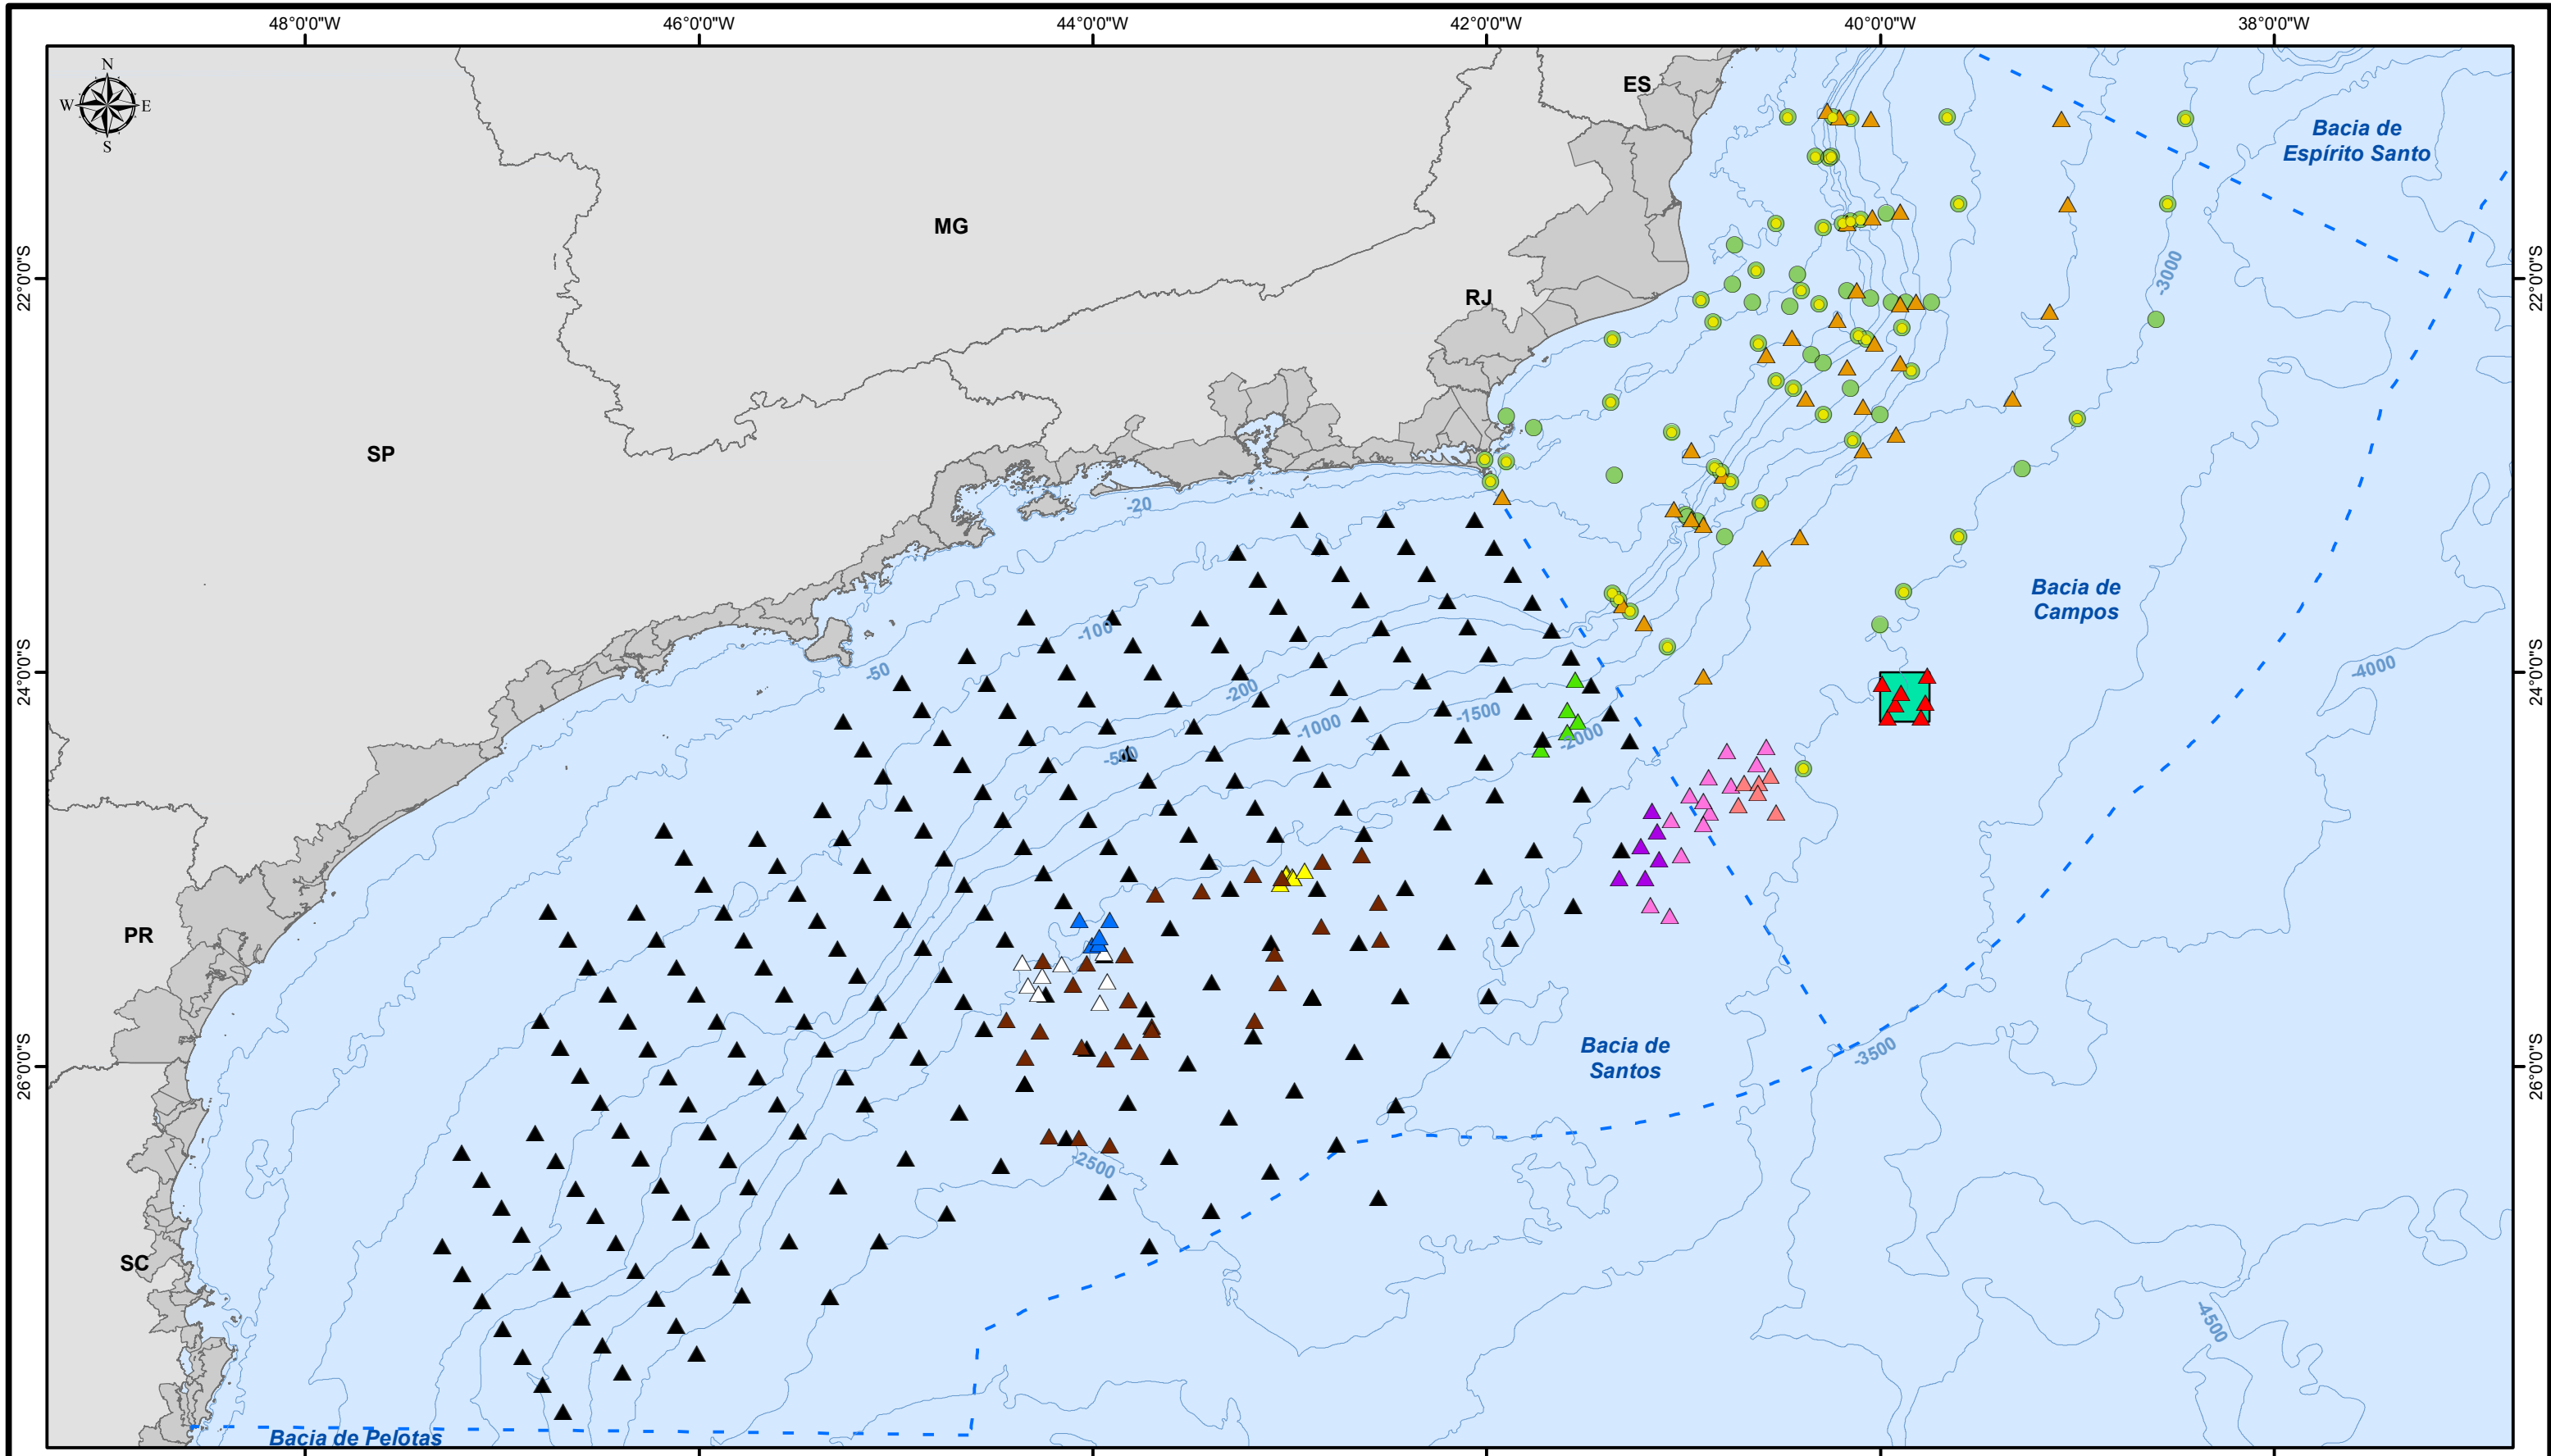 48°0'0"W
46°0'0"W
44°0'0"W
42°0'0"W
40°0'0"W
38°0'0"W
N
W
E
S
ES
Bacia de
Espírito Santo
MG
22°0'0"S
22°0'0"S
-3000
RJ
SP
-20
Bacia de
Campos
-100
-50
24°0'0"S
24°0'0"S
-4000
-200
-1500
-1000
-2000
-500
PR
Bacia de
Santos
-3500
26°0'0"S
26°0'0"S
-2500
SC
-4500
Bacia de Pelotas